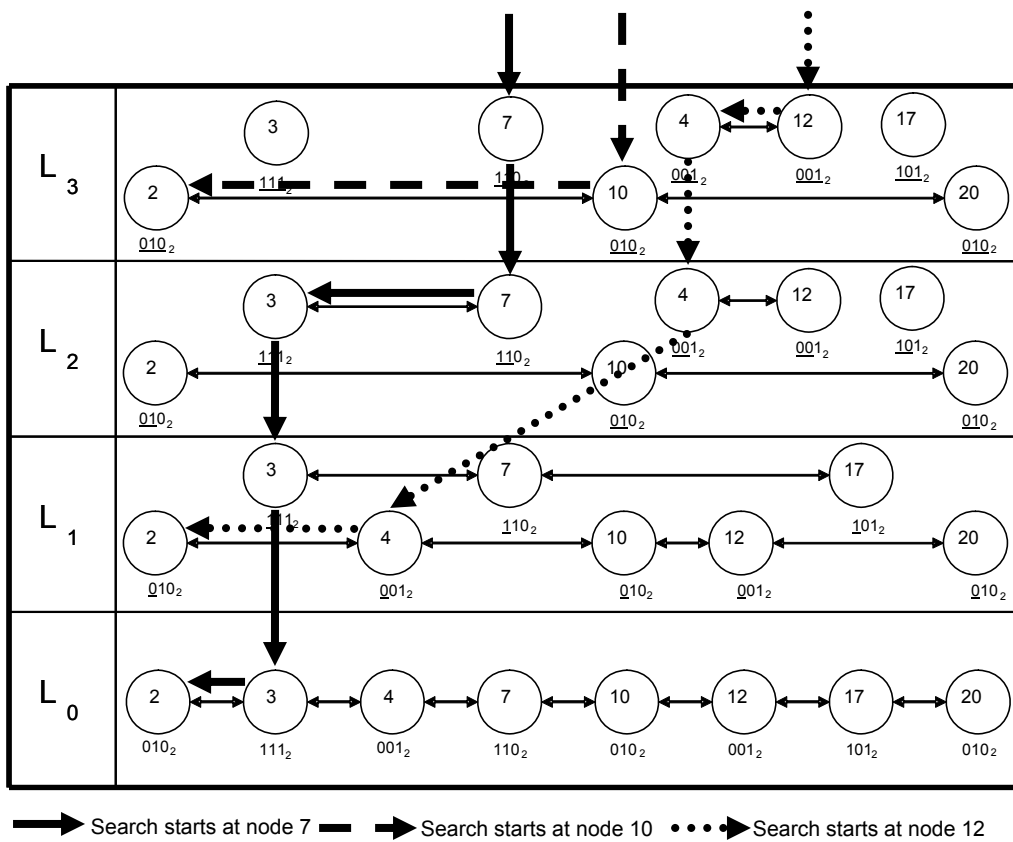 3 7 4 12 17
L 3
111₂ 110₂ 001₂ 001₂ 101₂
2 10 20
010₂ 010₂ 010₂
3 7 4 12 17
L 2
111₂ 110₂ 001₂ 001₂ 101₂
2 10 20
010₂ 010₂ 010₂
3 7 17
L 1
111₂ 110₂ 101₂
2 4 10 12 20
010₂ 001₂ 010₂ 001₂ 010₂
L 0
2 3 4 7 10 12 17 20
010₂ 111₂ 001₂ 110₂ 010₂ 001₂ 101₂ 010₂
Search starts at node 7 Search starts at node 10 Search starts at node 12